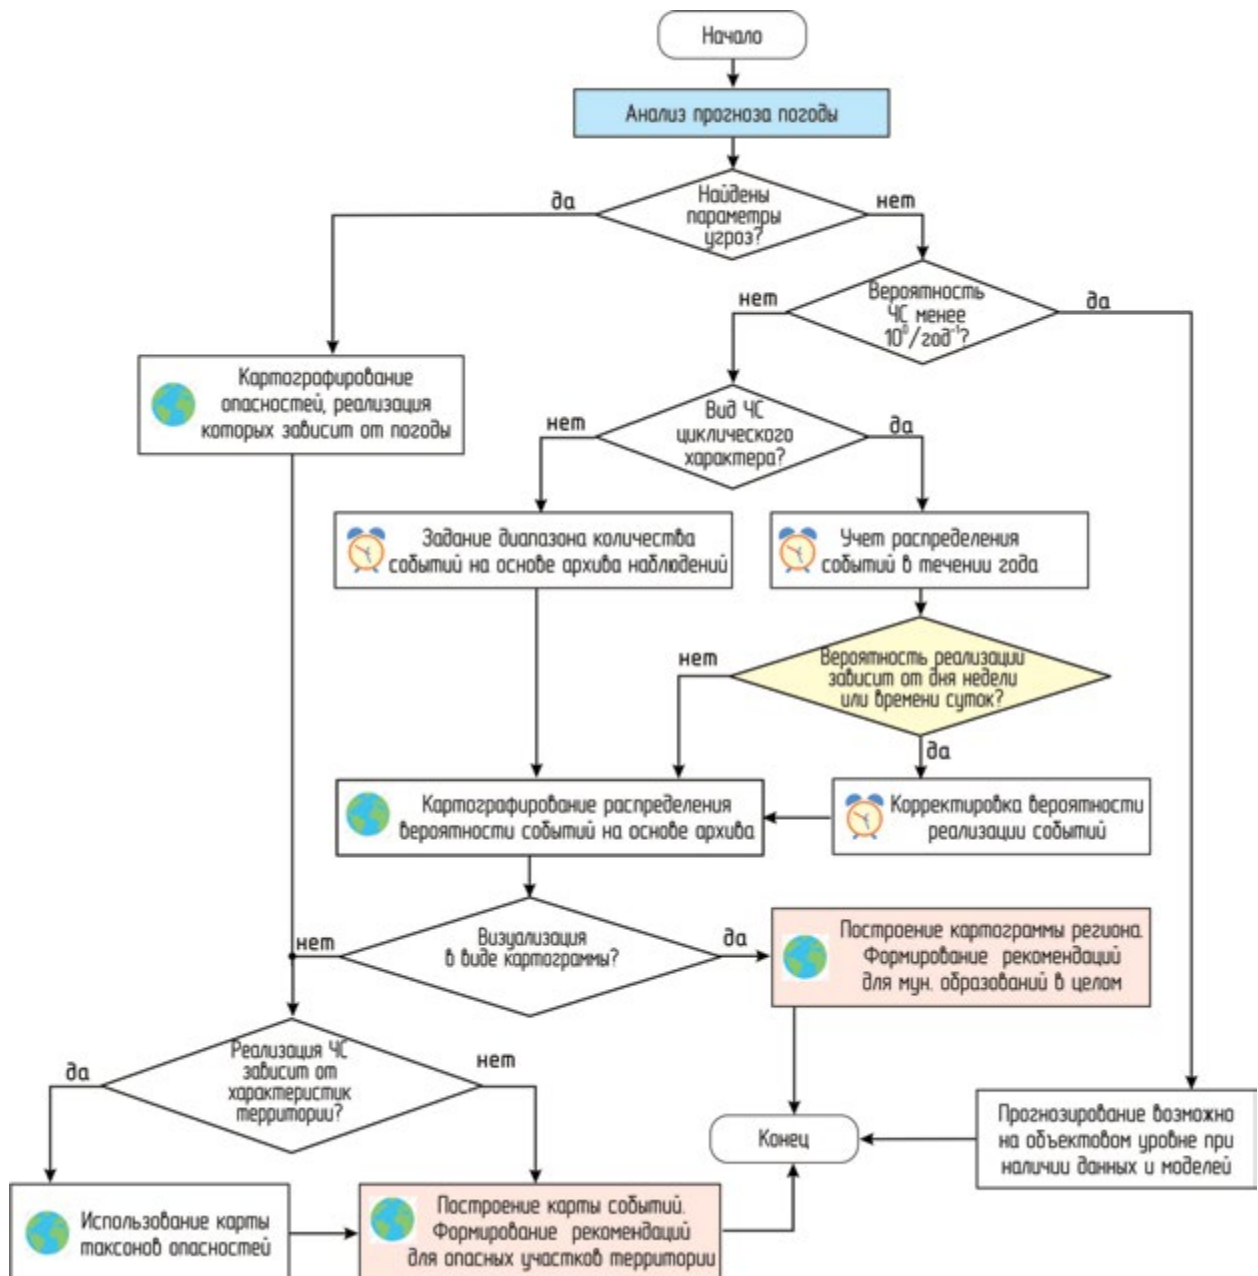 Начало
Анализ прогноза погоды
да
Найдены
параметры
угроз?
нет
нет
Вероятность
ЧС менее
10⁰/год⁻¹?
да
Картографирование
опасностей, реализация
которых зависит от погоды
нет
Вид ЧС
циклического
характера?
да
Задание диапазона количества
событий на основе архива наблюдений
Учет распределения
событий в течении года
нет
Вероятность реализации
зависит от дня недели
или времени суток?
да
Картографирование распределения
вероятности событий на основе архива
Корректировка вероятности
реализации событий
нет
Визуализация
в виде картограммы?
да
Построение картограммы региона.
Формирование рекомендаций
для мун. образований в целом
да
Реализация ЧС
зависит от
характеристик
территории?
нет
Конец
Прогнозирование возможно
на объектовом уровне при
наличии данных и моделей
Использование карты
таксонов опасностей
Построение карты событий.
Формирование рекомендаций
для опасных участков территории